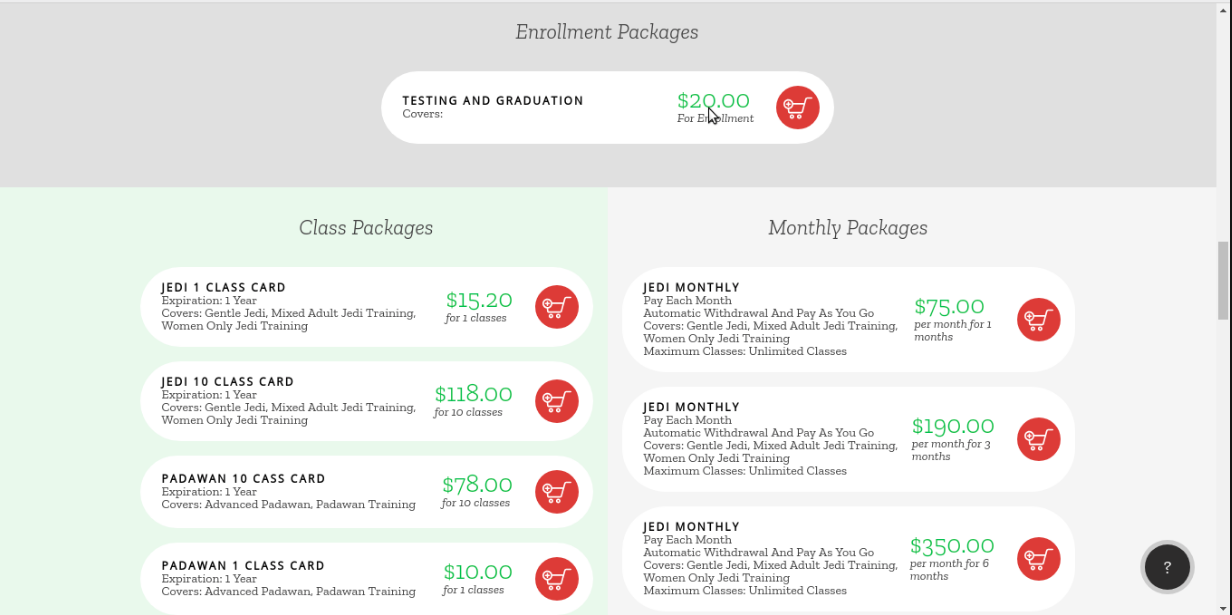 Enrollment Packages
TESTING AND GRADUATION
Covers:
$20.00
For Enrollment
Class Packages
JEDI 1 CLASS CARD
Expiration: 1 Year
Covers: Gentle Jedi, Mixed Adult Jedi Training,
Women Only Jedi Training
$15.20
for 1 classes
JEDI 10 CLASS CARD
Expiration: 1 Year
Covers: Gentle Jedi, Mixed Adult Jedi Training,
Women Only Jedi Training
$118.00
for 10 classes
PADAWAN 10 CASS CARD
Expiration: 1 Year
Covers: Advanced Padawan, Padawan Training
$78.00
for 10 classes
PADAWAN 1 CLASS CARD
Expiration: 1 Year
Covers: Advanced Padawan, Padawan Training
$10.00
for 1 classes
Monthly Packages
JEDI MONTHLY
Pay Each Month
Automatic Withdrawal And Pay As You Go
Covers: Gentle Jedi, Mixed Adult Jedi Training,
Women Only Jedi Training
Maximum Classes: Unlimited Classes
$75.00
per month for 1
months
JEDI MONTHLY
Pay Each Month
Automatic Withdrawal And Pay As You Go
Covers: Gentle Jedi, Mixed Adult Jedi Training,
Women Only Jedi Training
Maximum Classes: Unlimited Classes
$190.00
per month for 3
months
JEDI MONTHLY
Pay Each Month
Automatic Withdrawal And Pay As You Go
Covers: Gentle Jedi, Mixed Adult Jedi Training,
Women Only Jedi Training
Maximum Classes: Unlimited Classes
$350.00
per month for 6
months
?